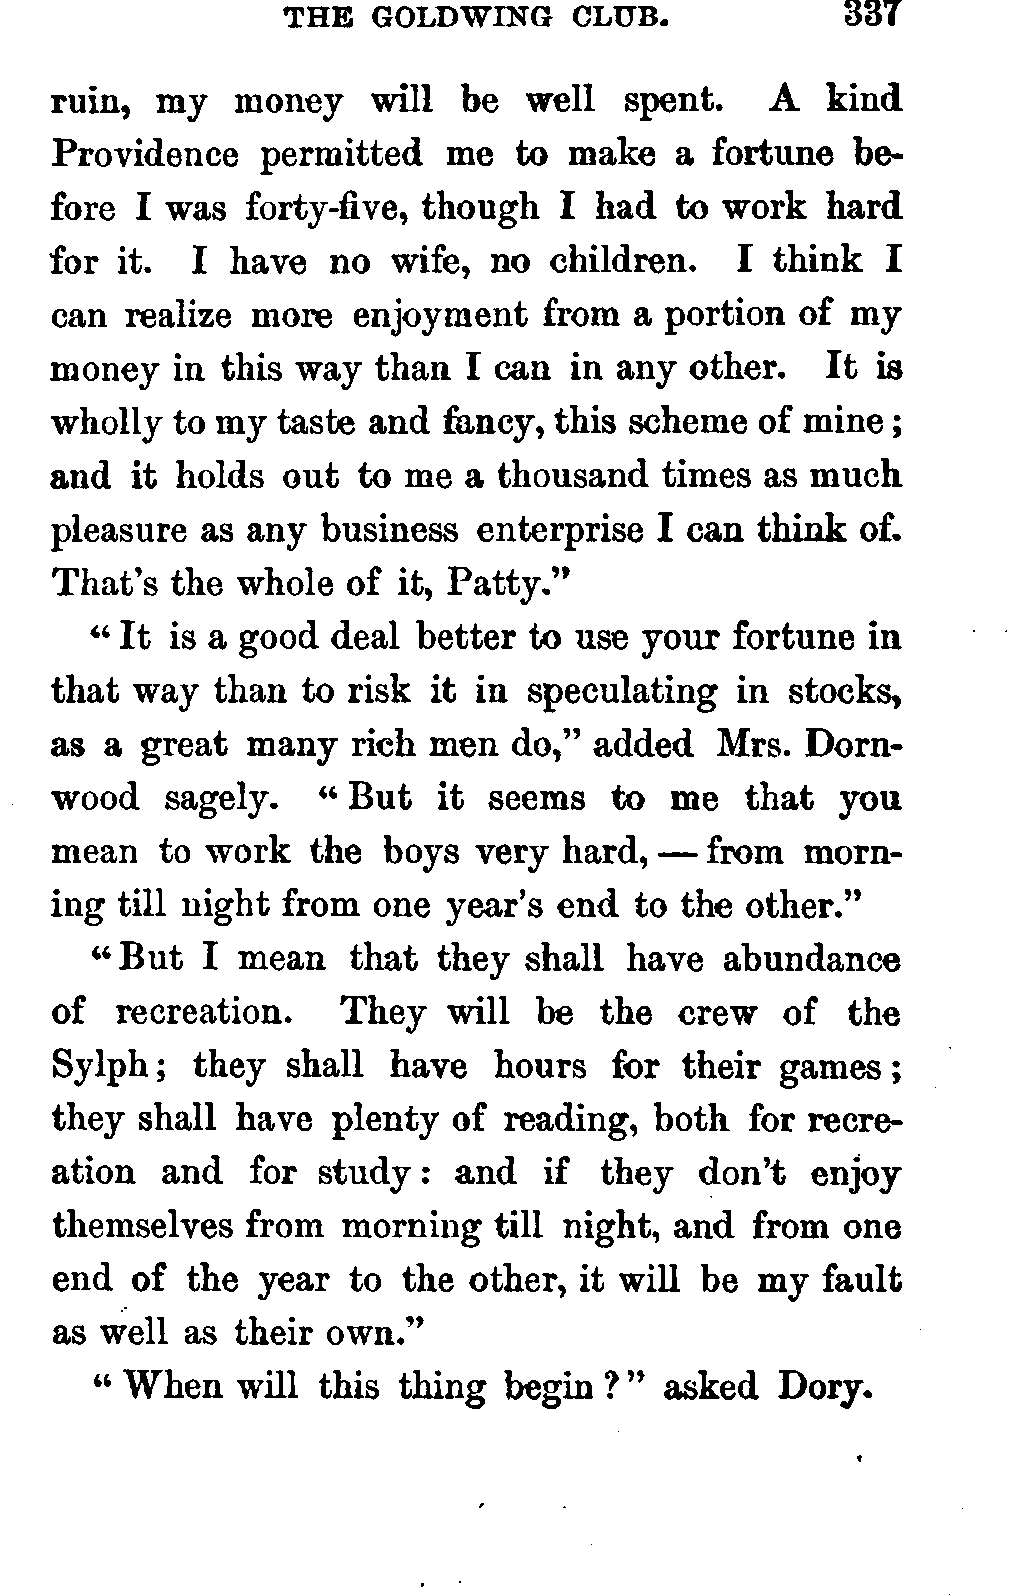 THE GOLDWING CLUB. 337
ruin, my money will be well spent. A kind
Providence permitted me to make a fortune be-
fore I was forty-five, though I had to work hard
for it. I have no wife, no children. I think I
can realize more enjoyment from a portion of my
money in this way than I can in any other. It is
wholly to my taste and fancy, this scheme of mine;
and it holds out to me a thousand times as much
pleasure as any business enterprise I can think of.
That's the whole of it, Patty."
"It is a good deal better to use your fortune in
that way than to risk it in speculating in stocks,
as a great many rich men do," added Mrs. Dorn-
wood sagely. "But it seems to me that you
mean to work the boys very hard, — from morn-
ing till night from one year's end to the other."
"But I mean that they shall have abundance
of recreation. They will be the crew of the
Sylph; they shall have hours for their games;
they shall have plenty of reading, both for recre-
ation and for study: and if they don't enjoy
themselves from morning till night, and from one
end of the year to the other, it will be my fault
as well as their own."
"When will this thing begin?" asked Dory.